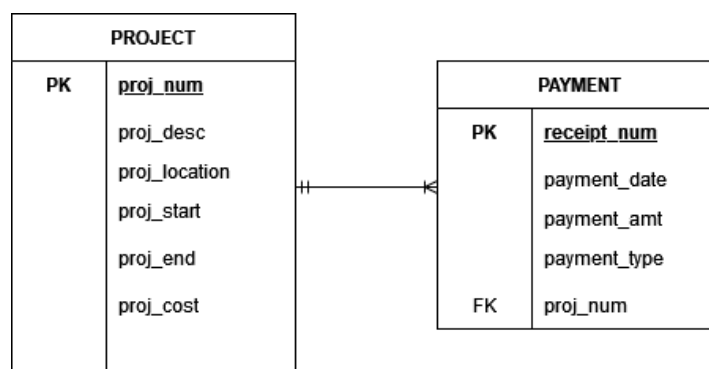 PROJECT
PK proj_num
proj_desc
proj_location
proj_start
proj_end
proj_cost
PAYMENT
PK receipt_num
payment_date
payment_amt
payment_type
FK proj_num